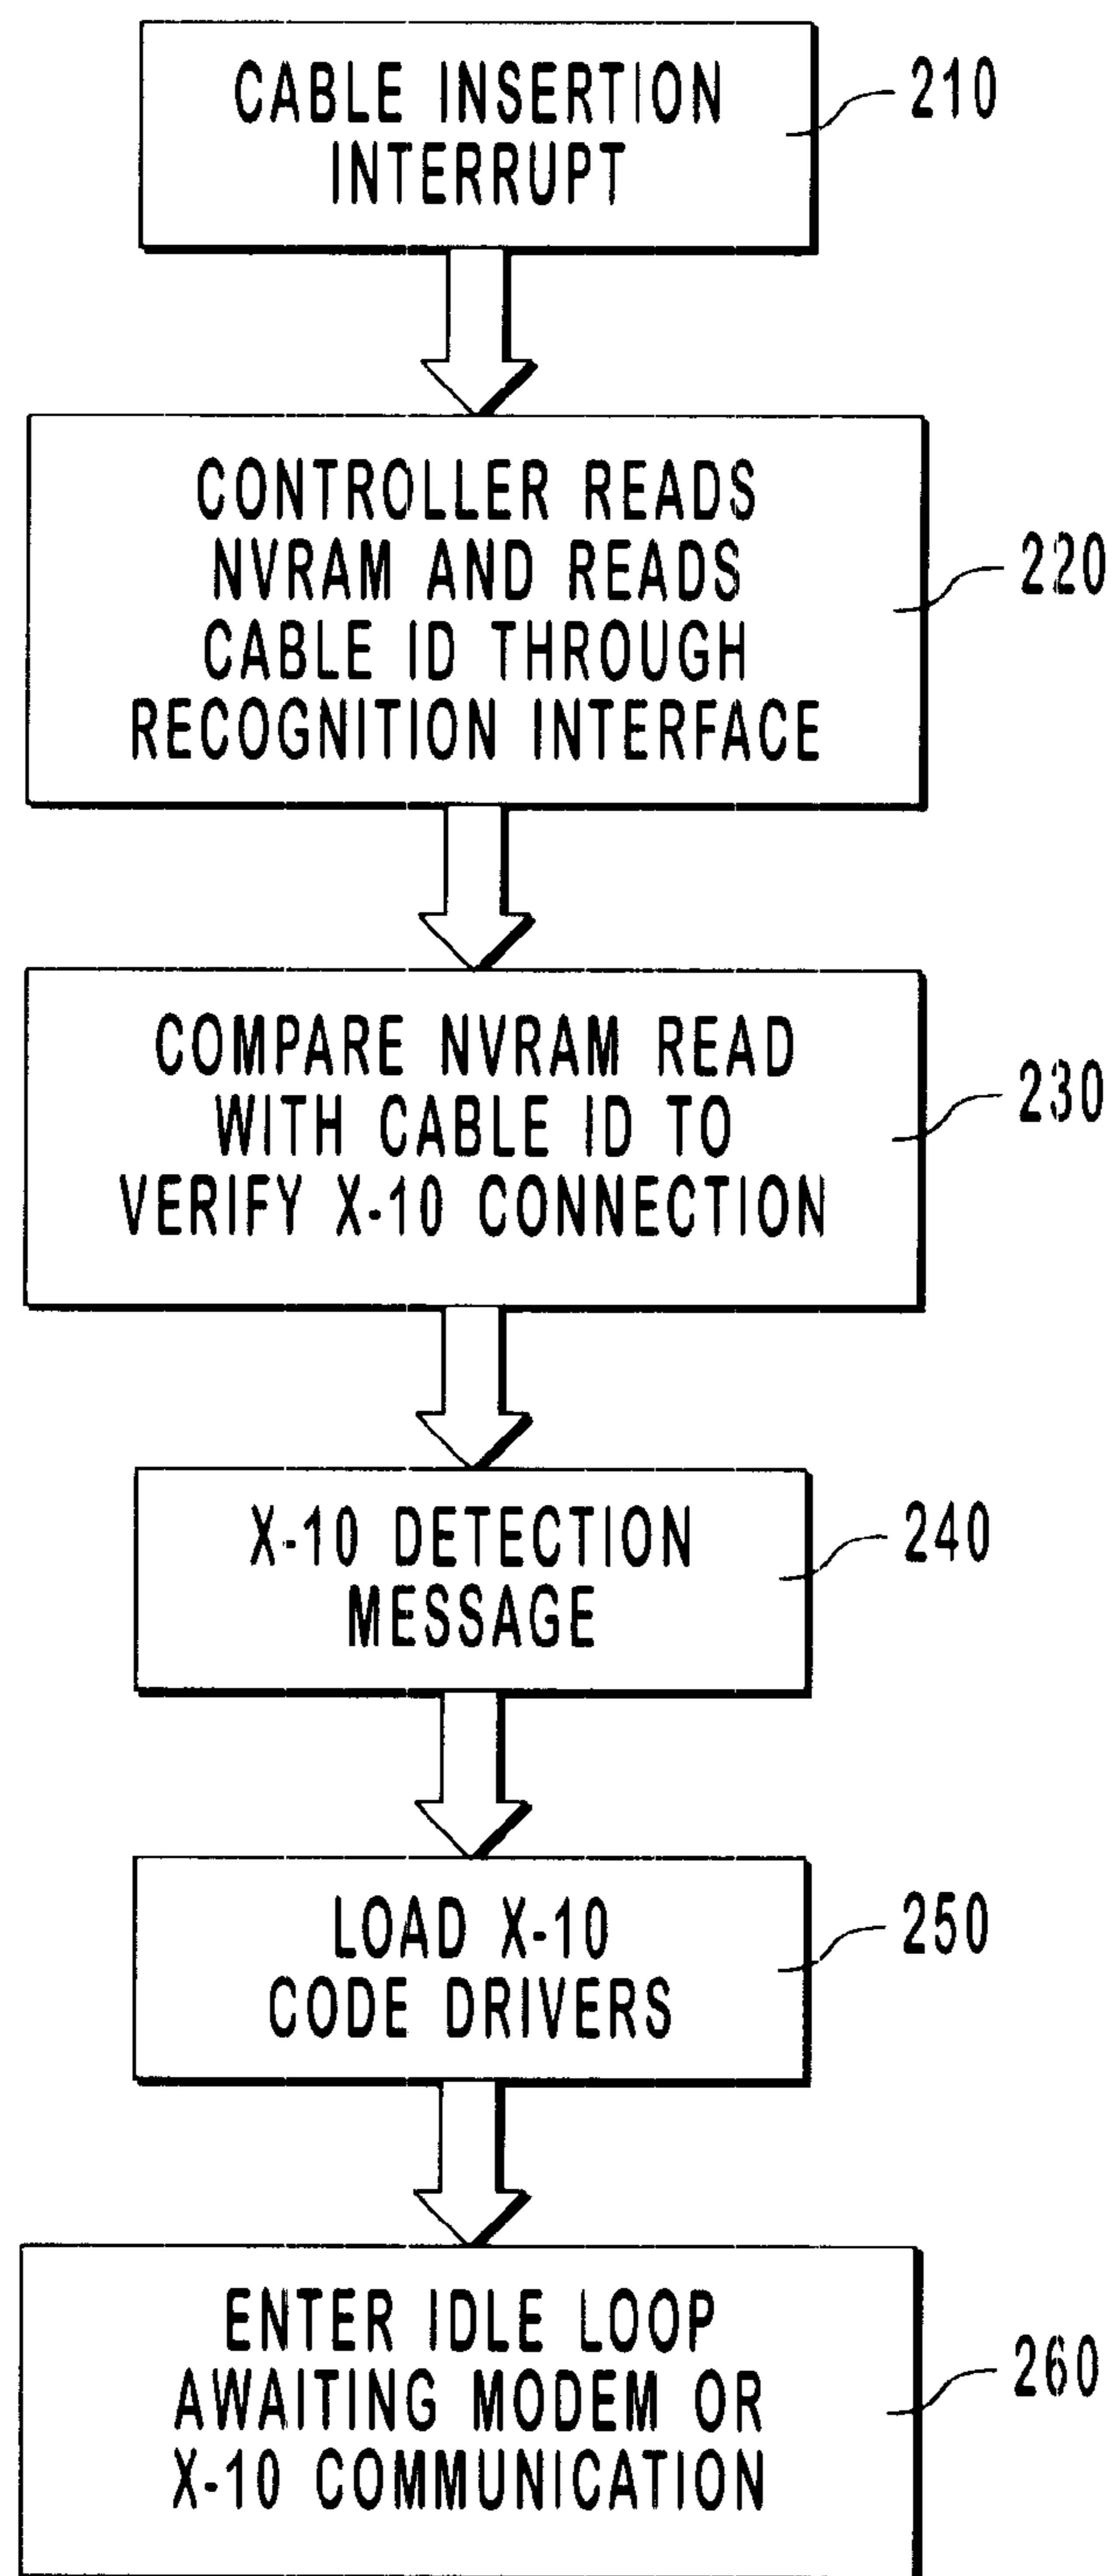 CABLE INSERTION
INTERRUPT
210
CONTROLLER READS
NVRAM AND READS
CABLE ID THROUGH
RECOGNITION INTERFACE
220
COMPARE NVRAM READ
WITH CABLE ID TO
VERIFY X-10 CONNECTION
230
X-10 DETECTION
MESSAGE
240
LOAD X-10
CODE DRIVERS
250
ENTER IDLE LOOP
AWAITING MODEM OR
X-10 COMMUNICATION
260